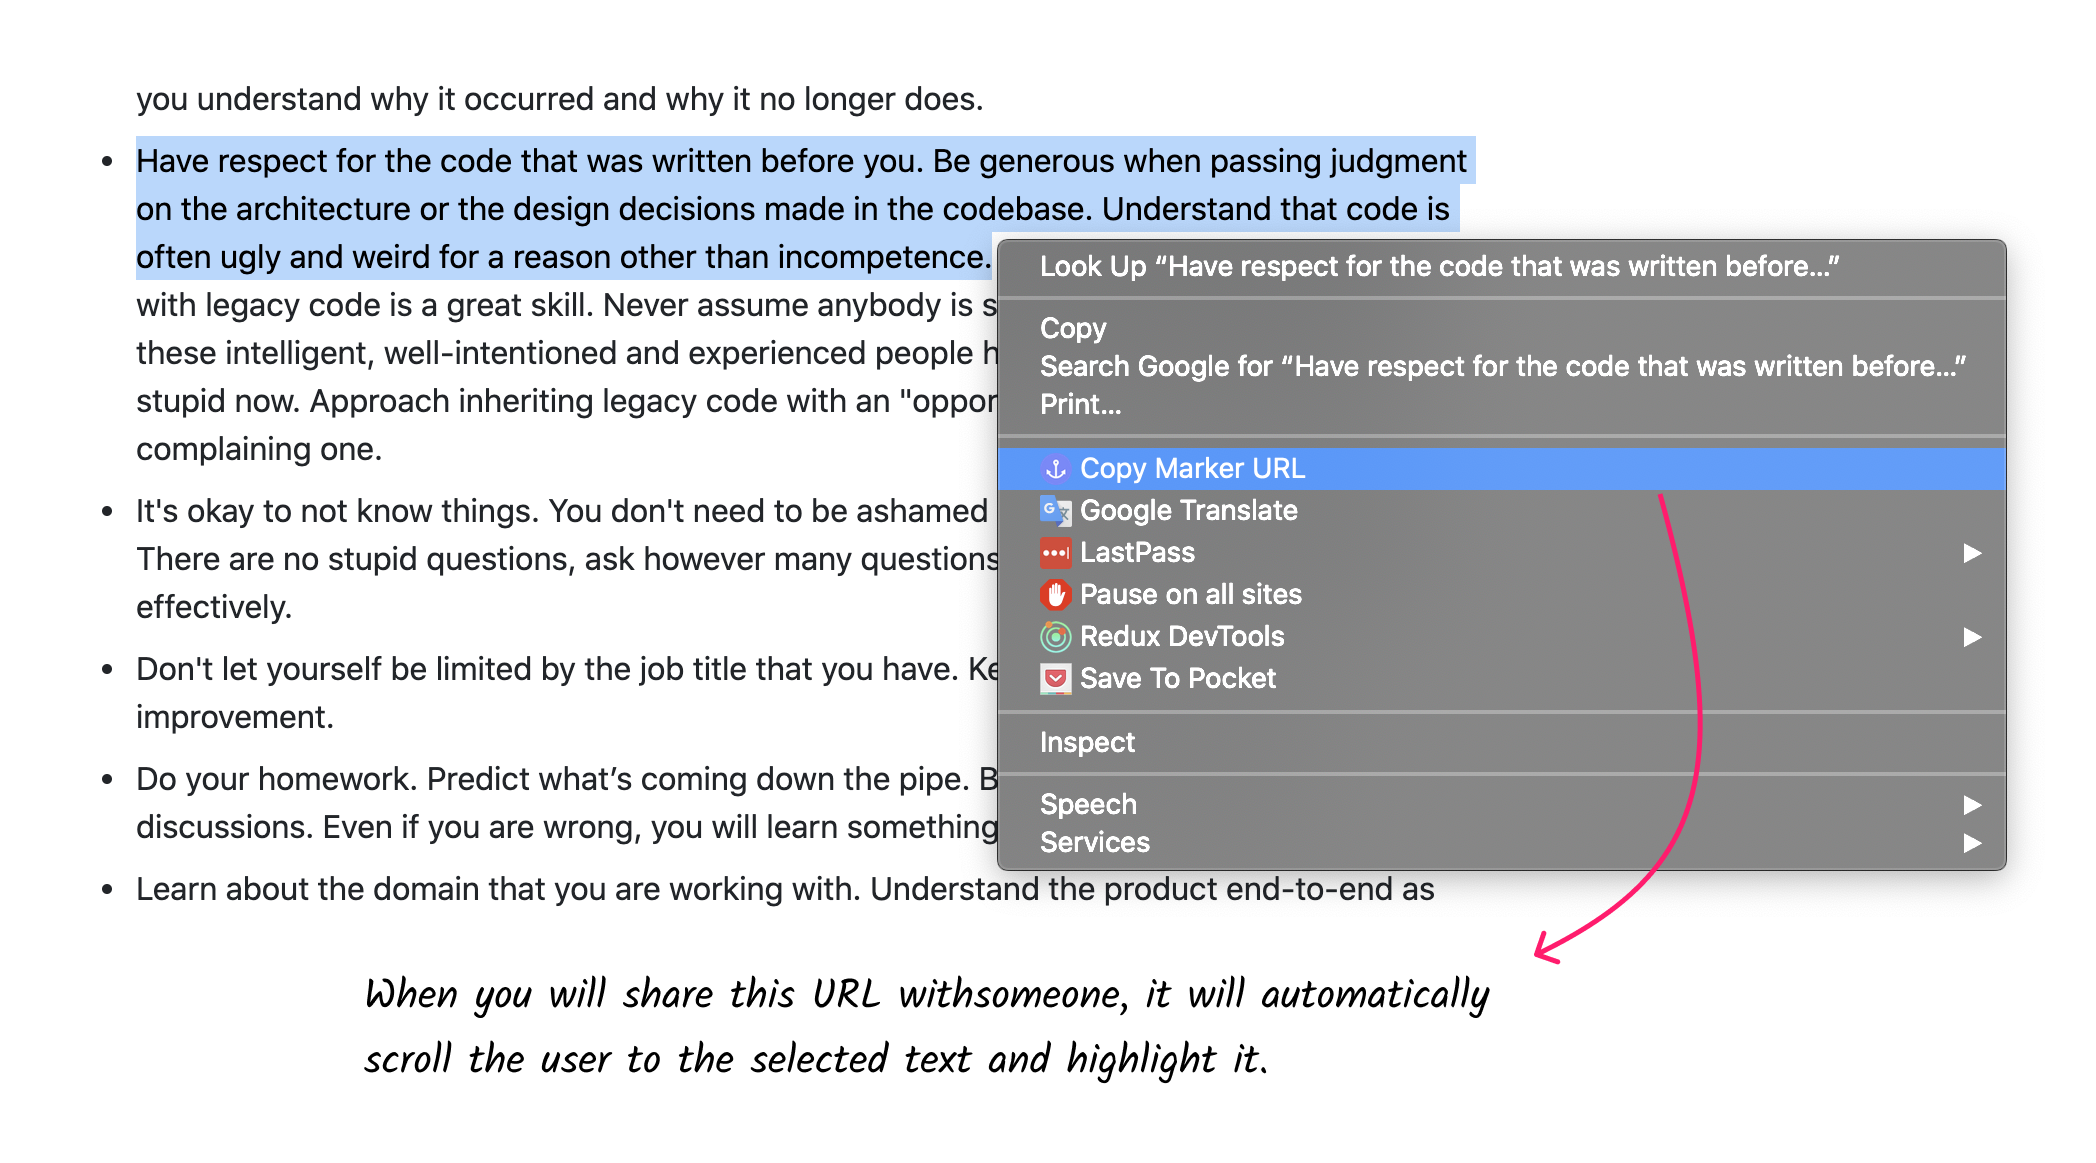 you understand why it occurred and why it no longer does.
• Have respect for the code that was written before you. Be generous when passing judgment
on the architecture or the design decisions made in the codebase. Understand that code is
often ugly and weird for a reason other than incompetence.
with legacy code is a great skill. Never assume anybody is
these intelligent, well-intentioned and experienced people
stupid now. Approach inheriting legacy code with an
complaining one.
• It's okay to not know things. You don't need to be ashamed
There are no stupid questions, ask however many questions
effectively.
• Don't let yourself be limited by the job title that you have.
improvement.
• Do your homework. Predict what’s coming down the pipe.
discussions. Even if you are wrong, you will learn something
• Learn about the domain that you are working with. Understand the product end-to-end as
Look Up “Have respect for the code that was written before...”
Copy
Search Google for “Have respect for the code that was written before...”
Print...
Copy Marker URL
Google Translate
LastPass
Pause on all sites
Redux DevTools
Save To Pocket
Inspect
Speech
Services
When you will share this URL withsomeone, it will automatically
scroll the user to the selected text and highlight it.